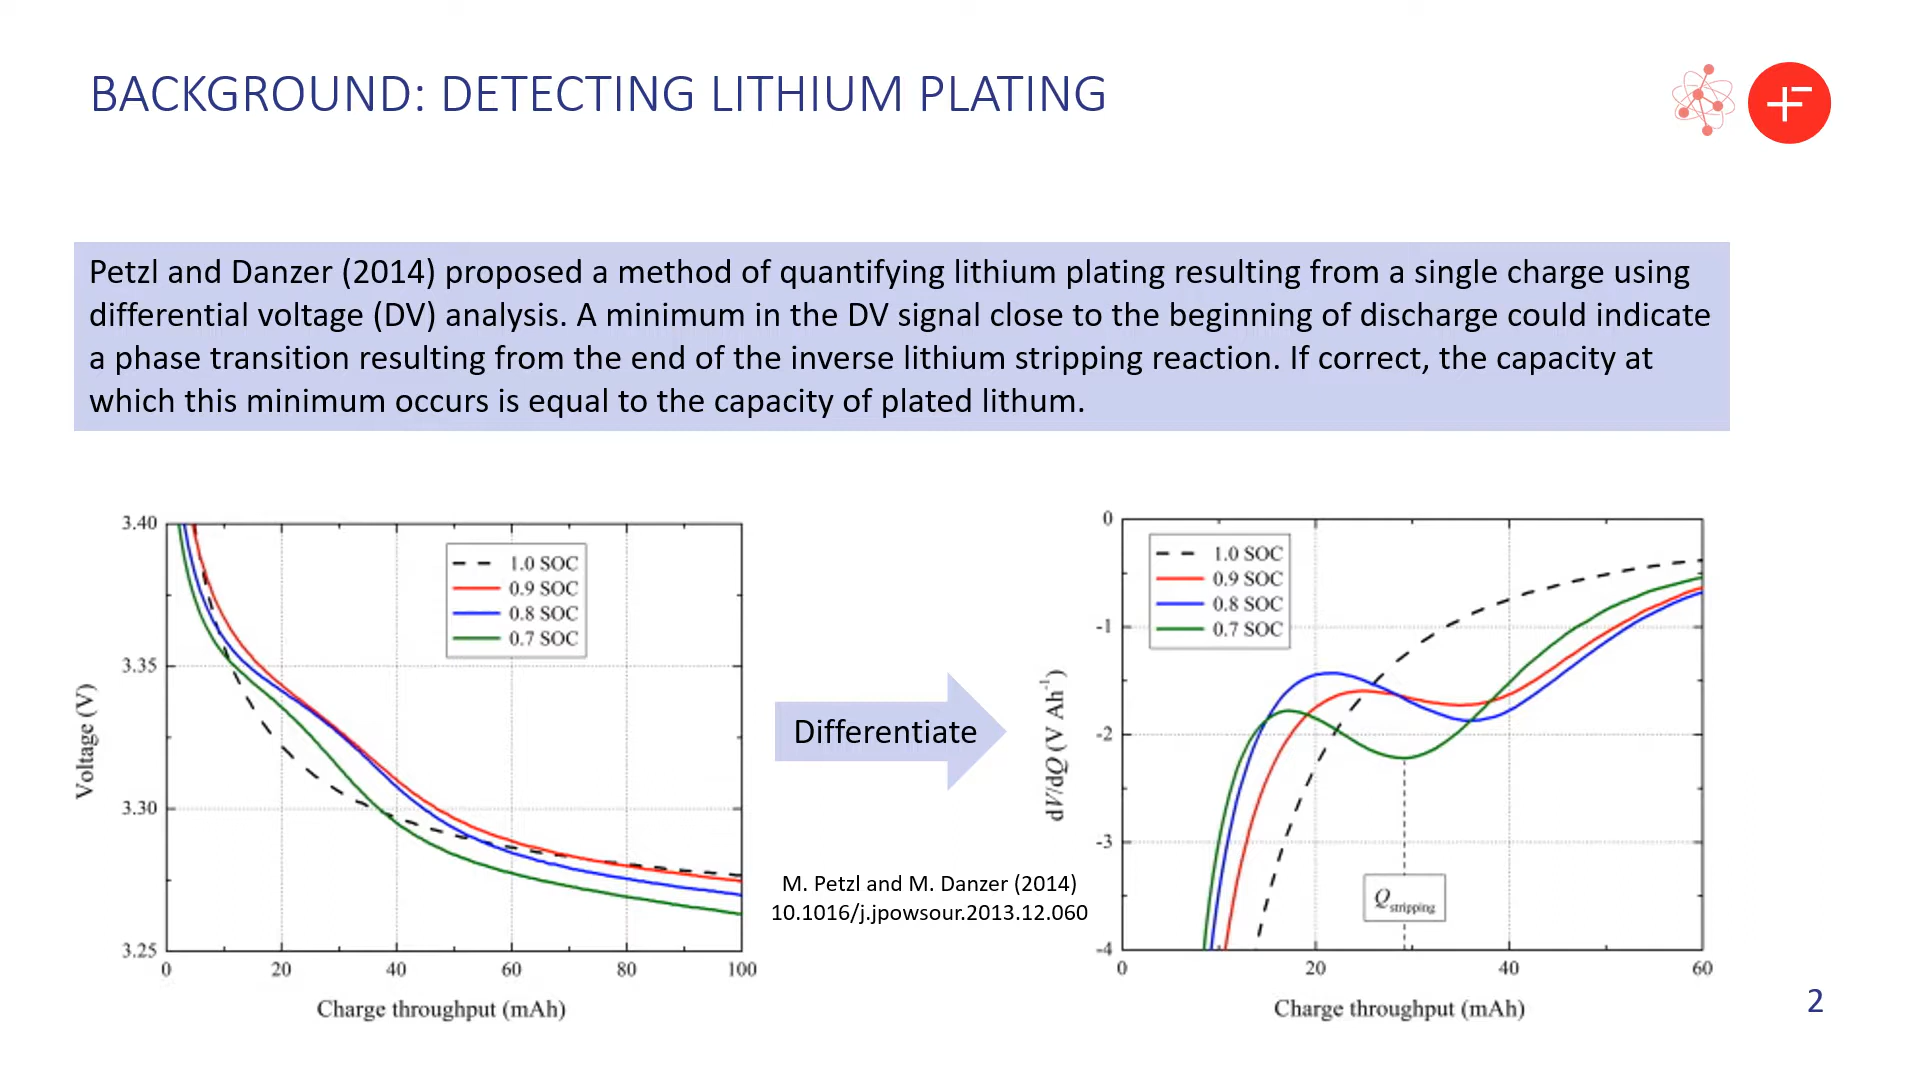 BACKGROUND: DETECTING LITHIUM PLATING
Petzl and Danzer (2014) proposed a method of quantifying lithium plating resulting from a single charge using
differential voltage (DV) analysis. A minimum in the DV signal close to the beginning of discharge could indicate
a phase transition resulting from the end of the inverse lithium stripping reaction. If correct, the capacity at
which this minimum occurs is equal to the capacity of plated lithum.
3.40
3.35
3.30
3.25
Voltage (V)
1.0 SOC
0.9 SOC
0.8 SOC
0.7 SOC
0 20 40 60 80 100
Charge throughput (mAh)
Differentiate
M. Petzl and M. Danzer (2014)
10.1016/j.jpowsour.2013.12.060
0
-1
-2
-3
-4
dV/dQ (V Ah⁻¹)
1.0 SOC
0.9 SOC
0.8 SOC
0.7 SOC
Qstripping
0 20 40 60
Charge throughput (mAh)
2